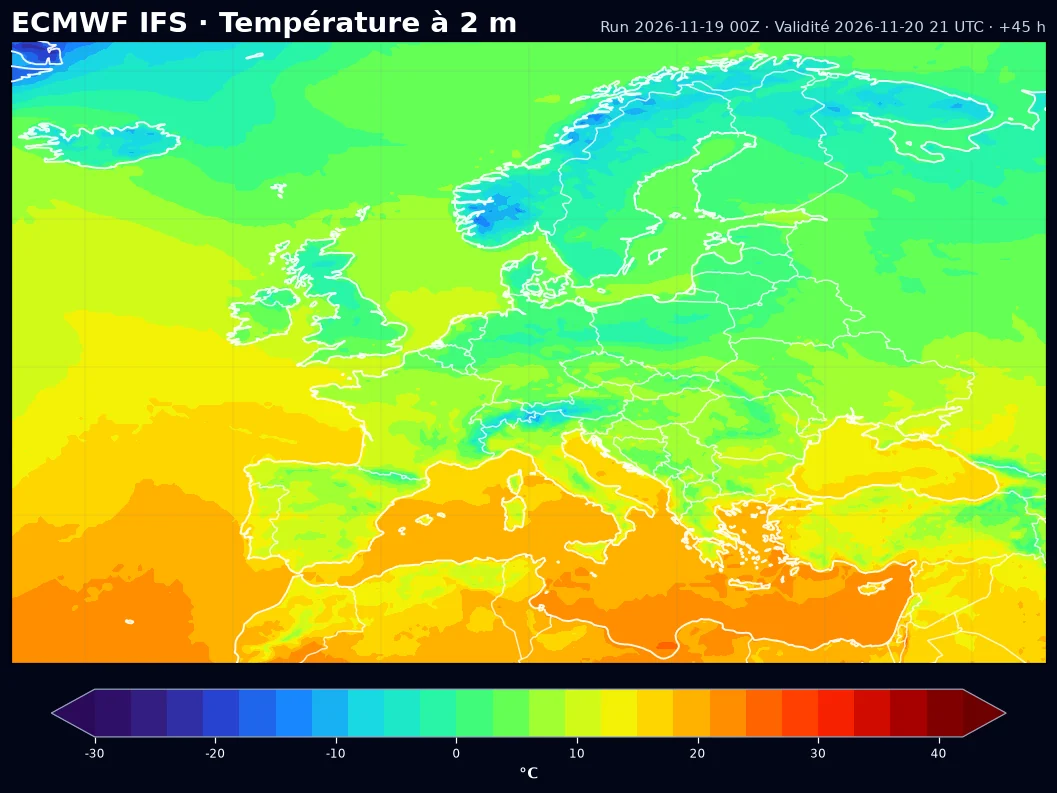 ECMWF IFS · Température à 2 m
Run 2026-11-19 00Z · Validité 2026-11-20 21 UTC · +45 h
-30 -20 -10 0 10 20 30 40
°C